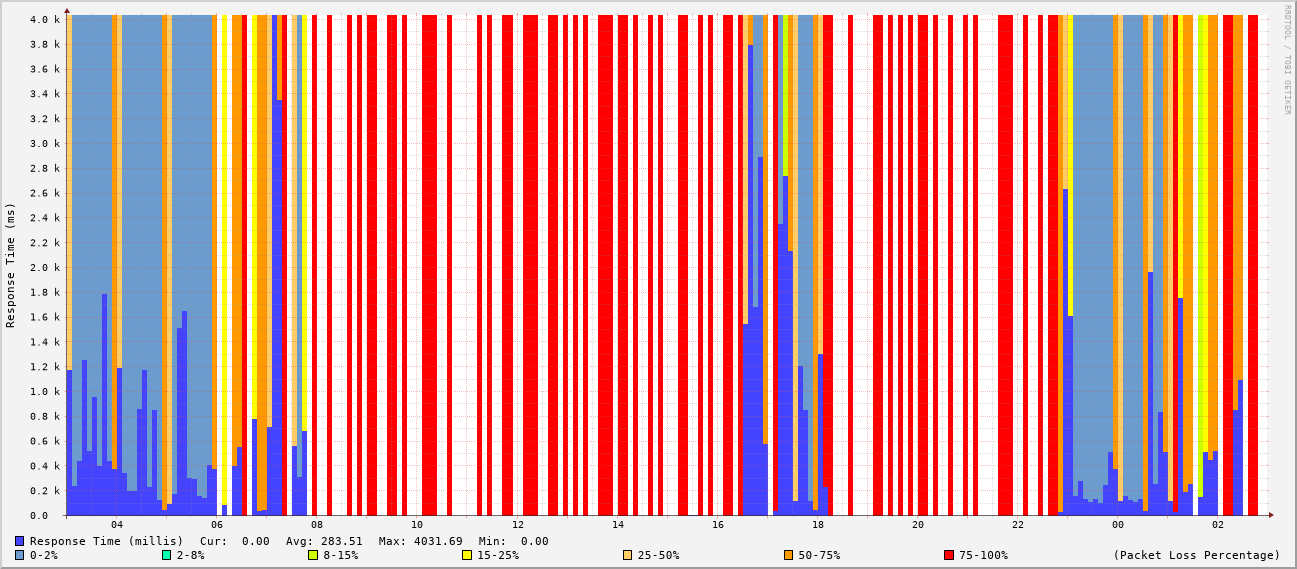 RRDTOOL / TOBI OETIKER
Response Time (ms)
4.0 k
3.8 k
3.6 k
3.4 k
3.2 k
3.0 k
2.8 k
2.6 k
2.4 k
2.2 k
2.0 k
1.8 k
1.6 k
1.4 k
1.2 k
1.0 k
0.8 k
0.6 k
0.4 k
0.2 k
0.0
04 06 08 10 12 14 16 18 20 22 00 02
Response Time (millis) Cur: 0.00 Avg: 283.51 Max: 4031.69 Min: 0.00
0-2% 2-8% 8-15% 15-25% 25-50% 50-75% 75-100% (Packet Loss Percentage)